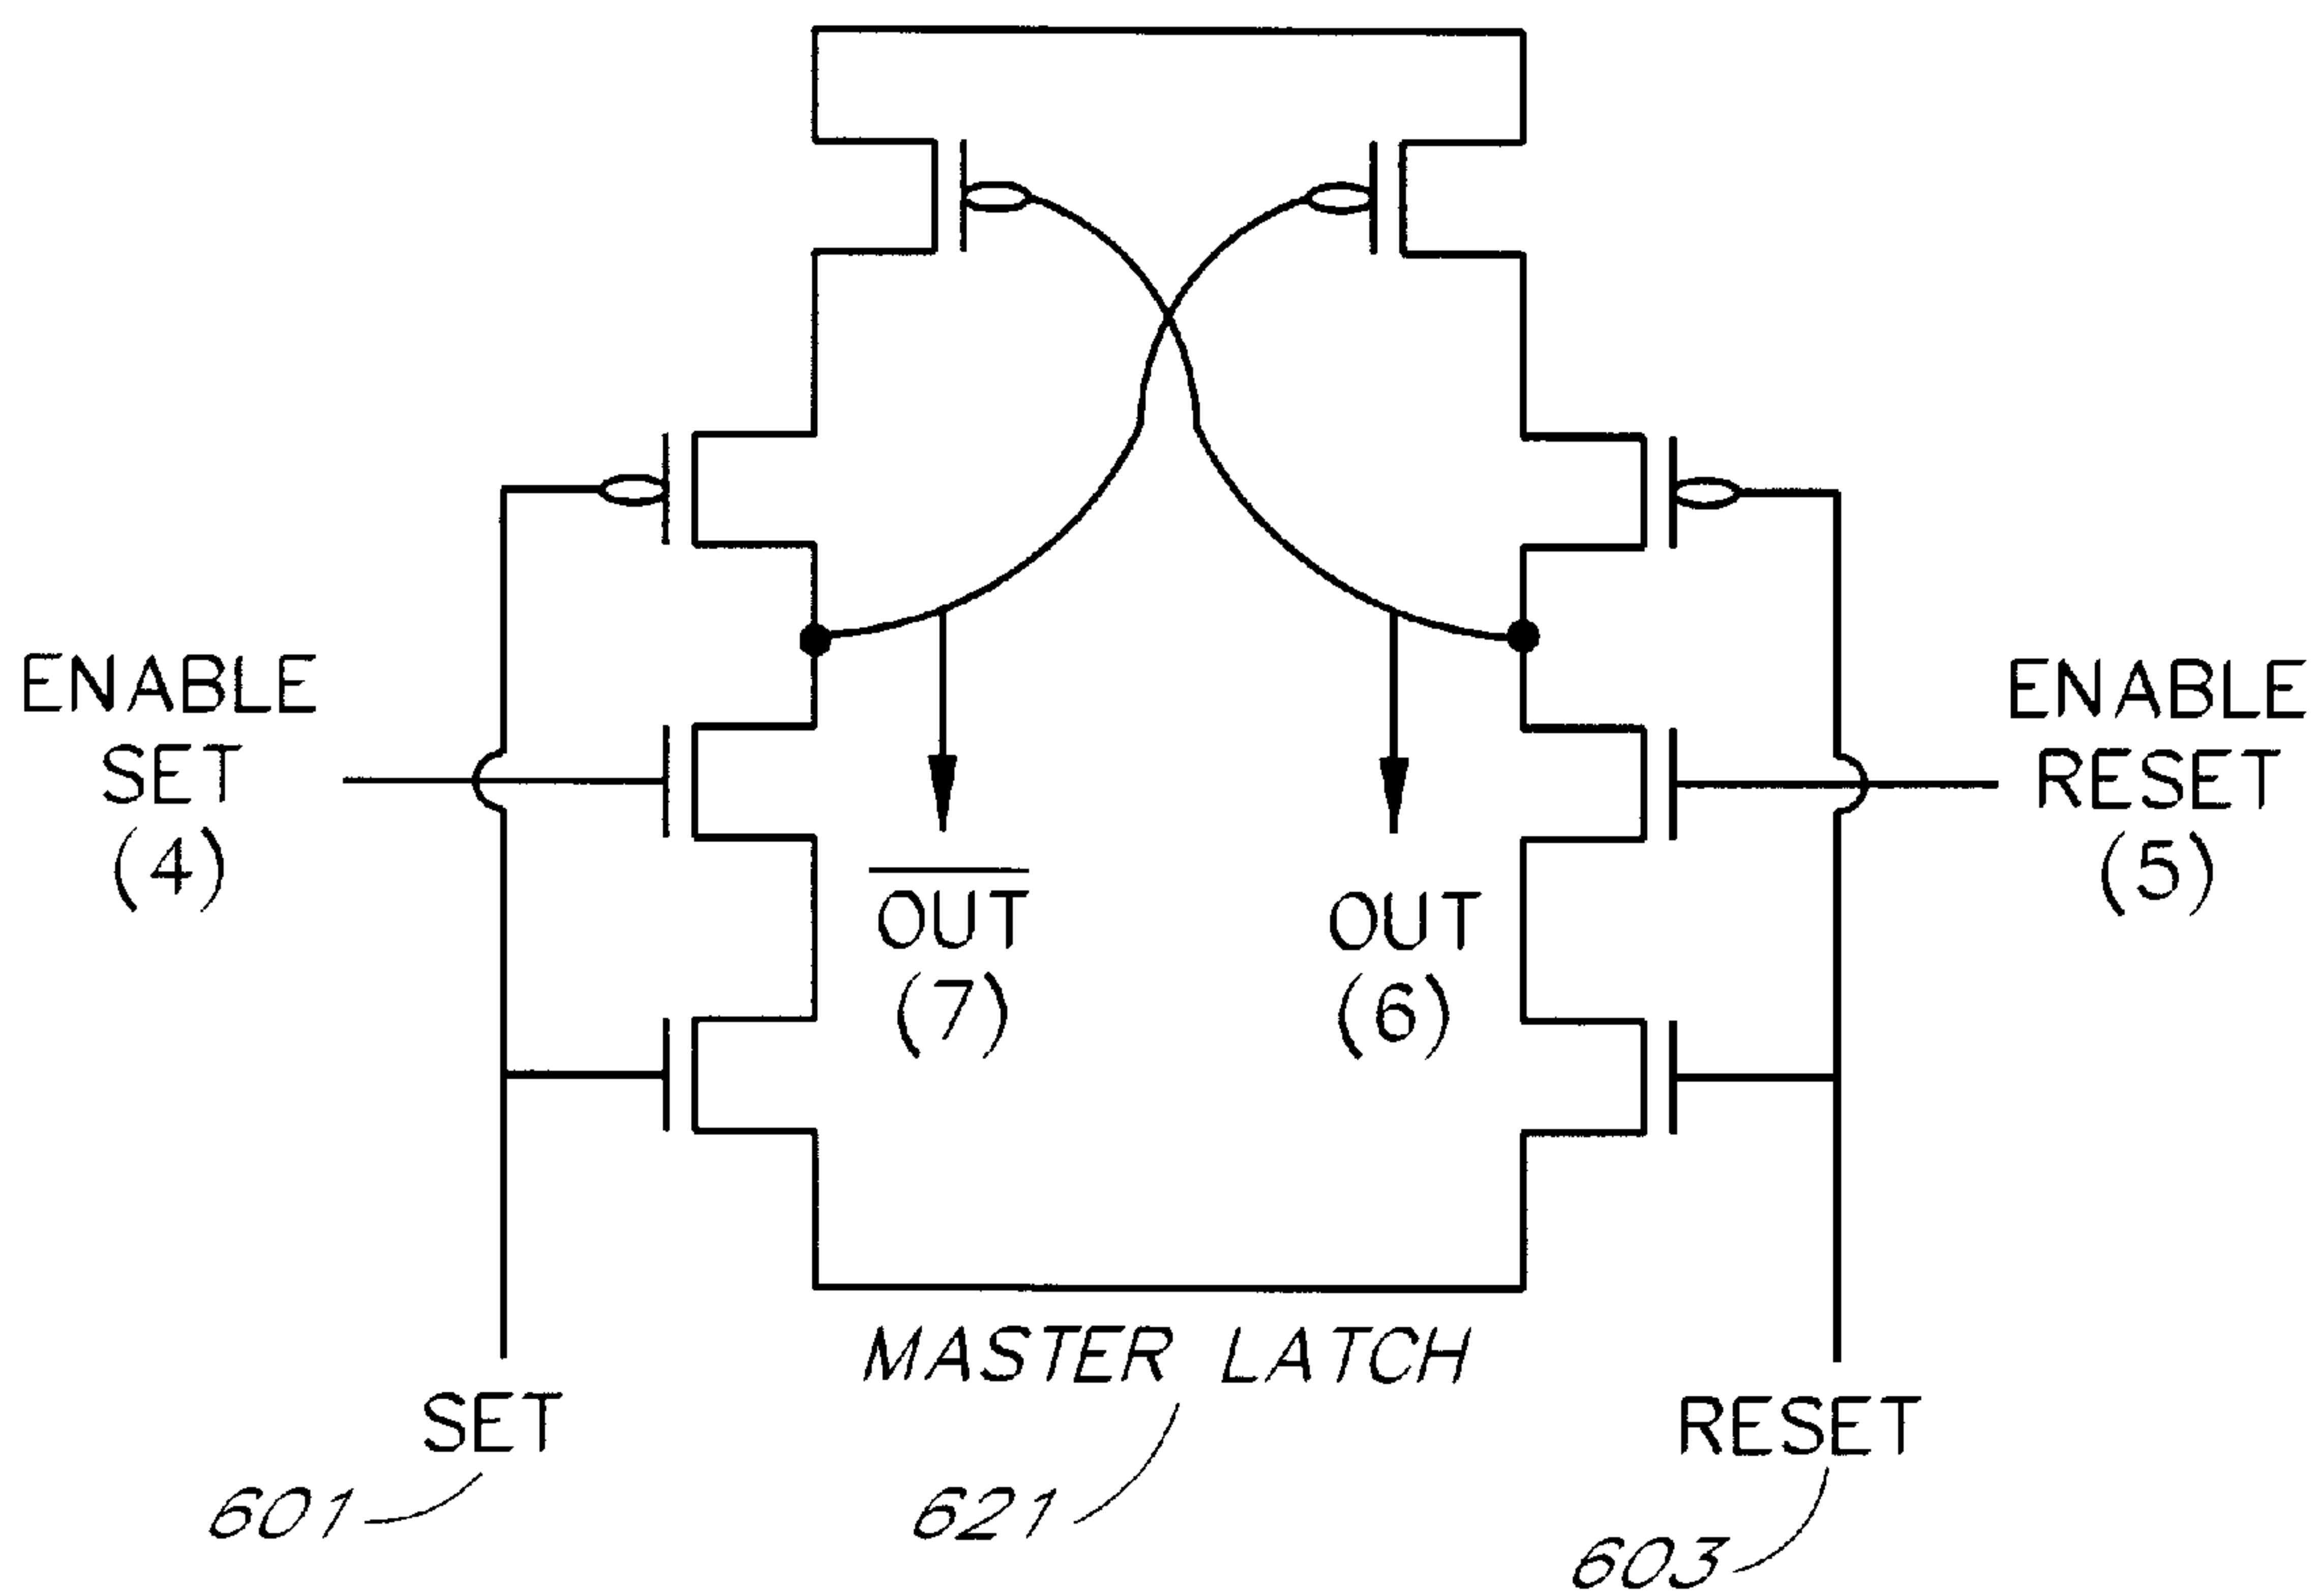 ENABLE
SET
(4)
OUT
(7)
OUT
(6)
ENABLE
RESET
(5)
MASTER LATCH
SET
RESET
601
621
603